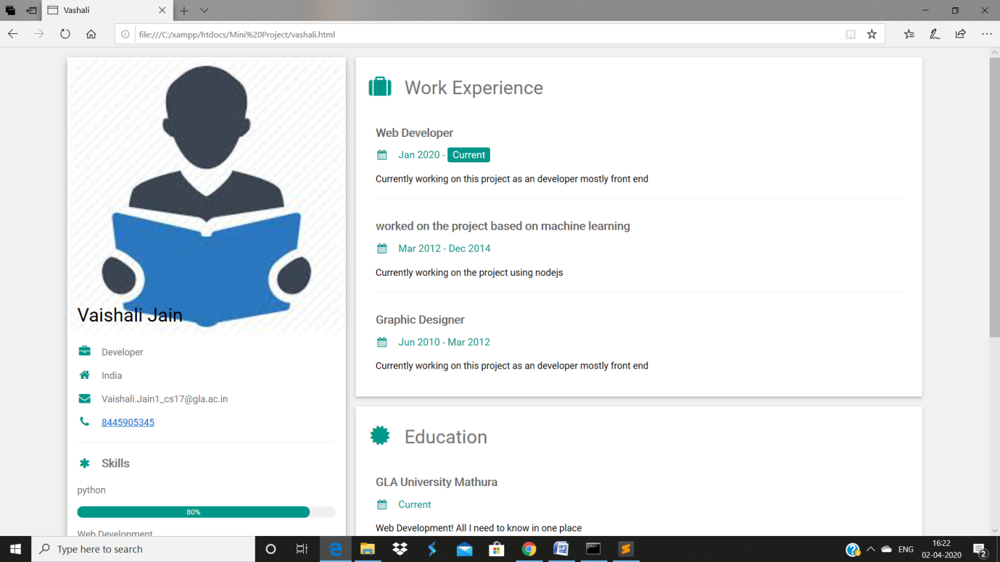 Vashali
file:///C:/xampp/htdocs/Mini%20Project/vashali.html
Vaishali Jain
Developer
India
Vaishali.Jain1_cs17@gla.ac.in
8445905345
Skills
python
80%
Web Development
Work Experience
Web Developer
Jan 2020 - Current
Currently working on this project as an developer mostly front end
worked on the project based on machine learning
Mar 2012 - Dec 2014
Currently working on the project using nodejs
Graphic Designer
Jun 2010 - Mar 2012
Currently working on this project as an developer mostly front end
Education
GLA University Mathura
Current
Web Development! All I need to know in one place
Type here to search
ENG
16:22
02-04-2020
2